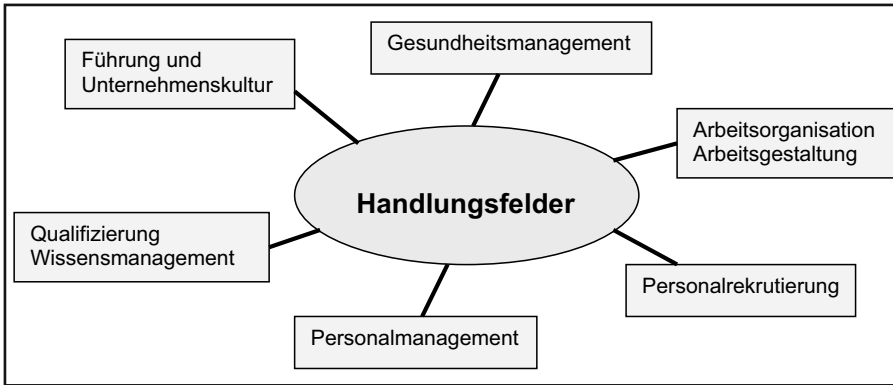 Gesundheitsmanagement
Führung und
Unternehmenskultur
Arbeitsorganisation
Arbeitsgestaltung
Handlungsfelder
Qualifizierung
Wissensmanagement
Personalrekrutierung
Personalmanagement